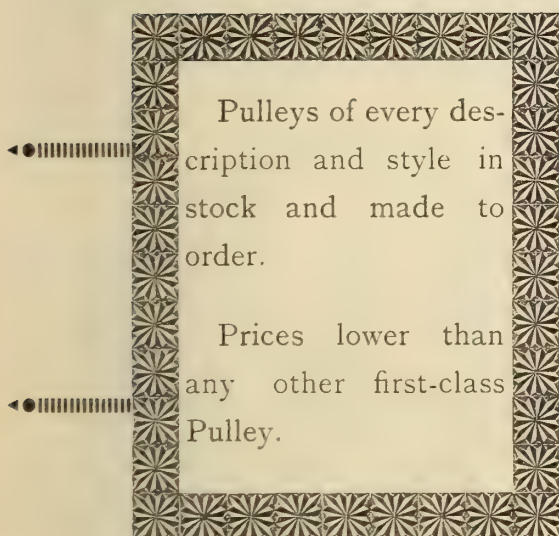 Pulleys of every des-
cription and style in
stock and made to
order.
Prices lower than
any other first-class
Pulley.